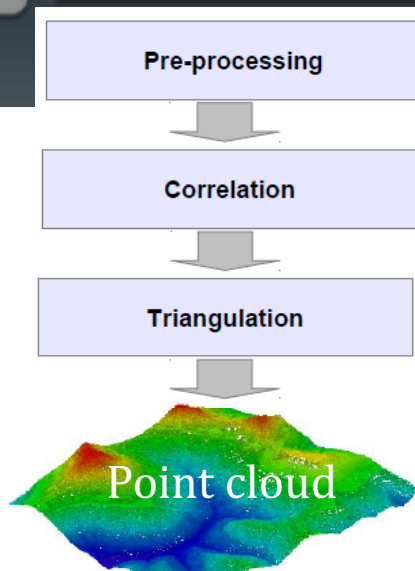 Pre-processing
Correlation
Triangulation
Point cloud